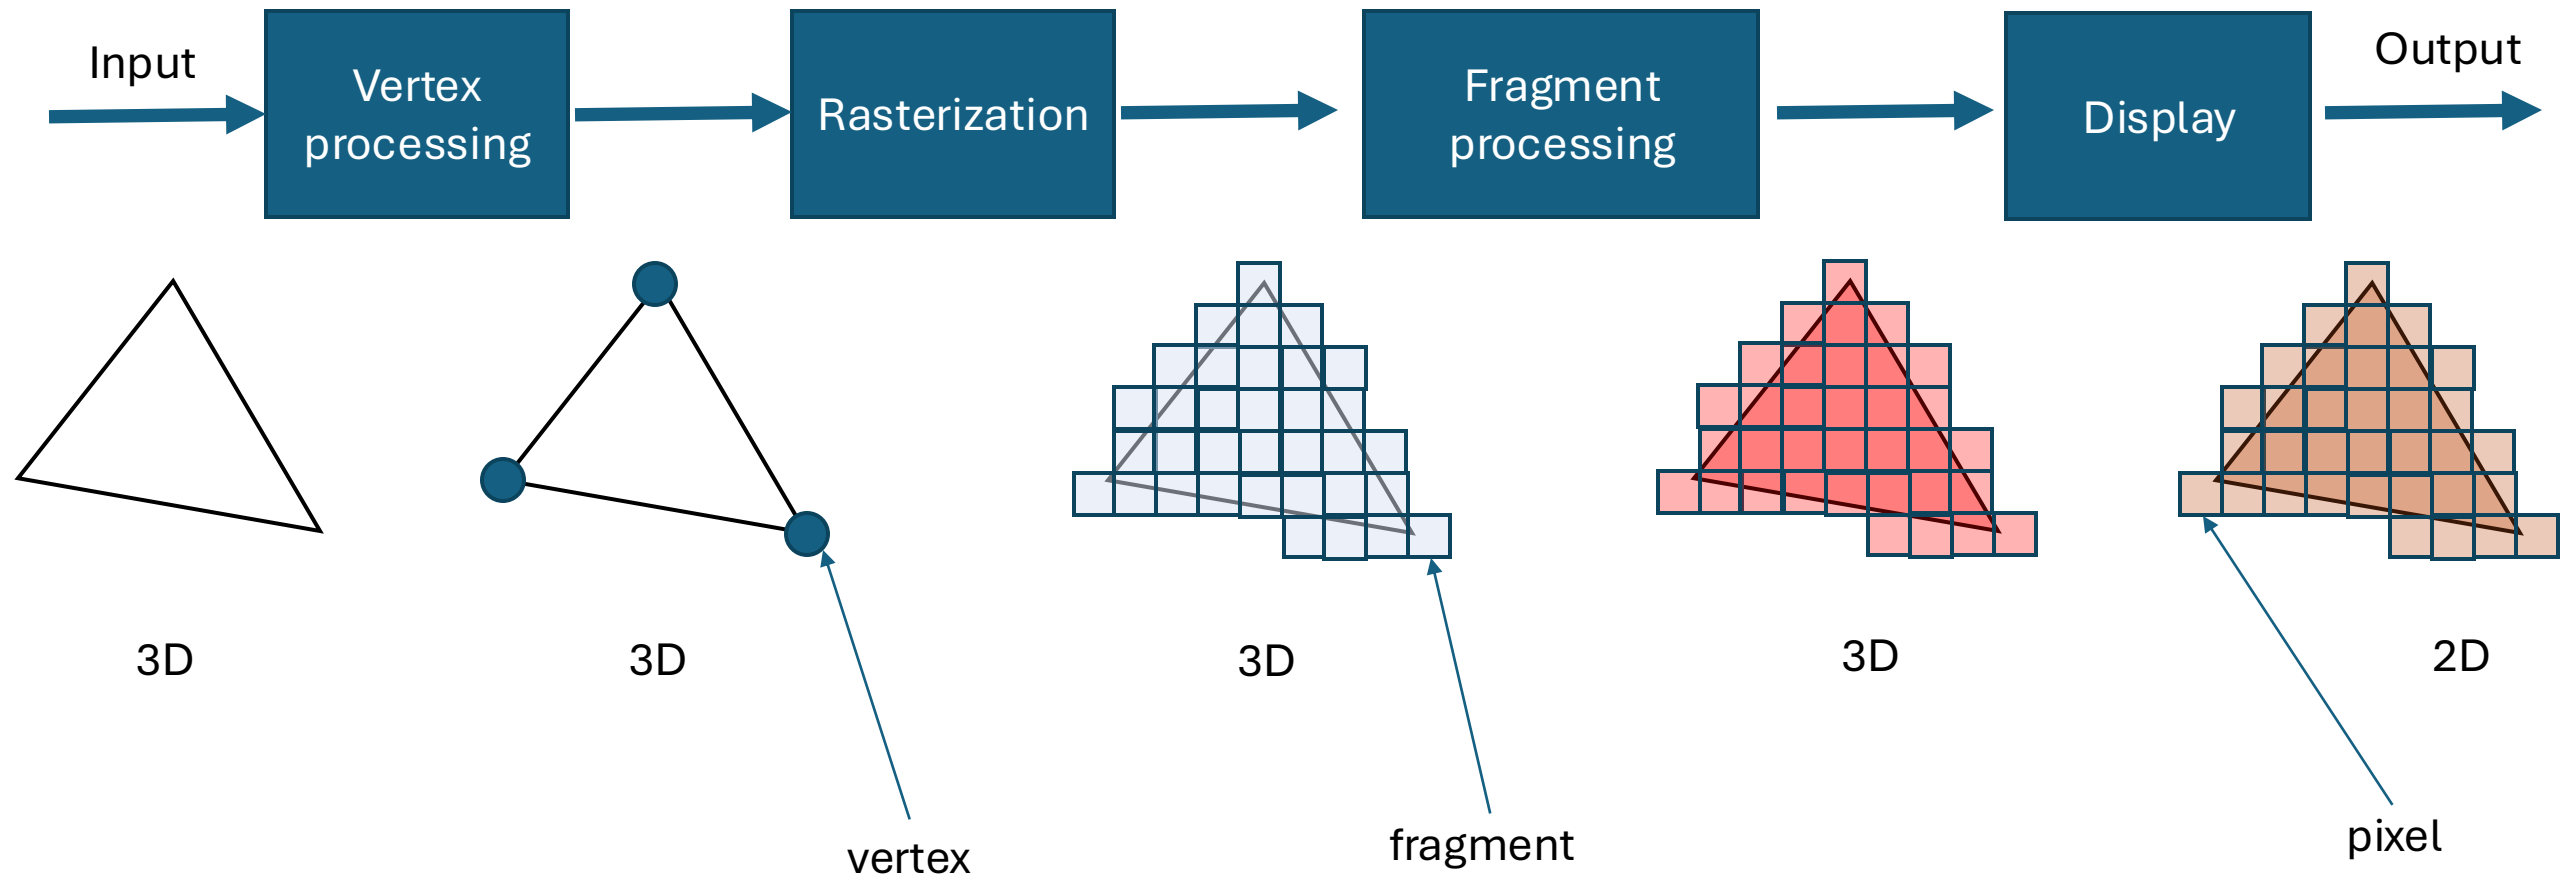 Input
Vertex
processing
Rasterization
Fragment
processing
Display
Output
3D
3D
3D
3D
2D
vertex
fragment
pixel